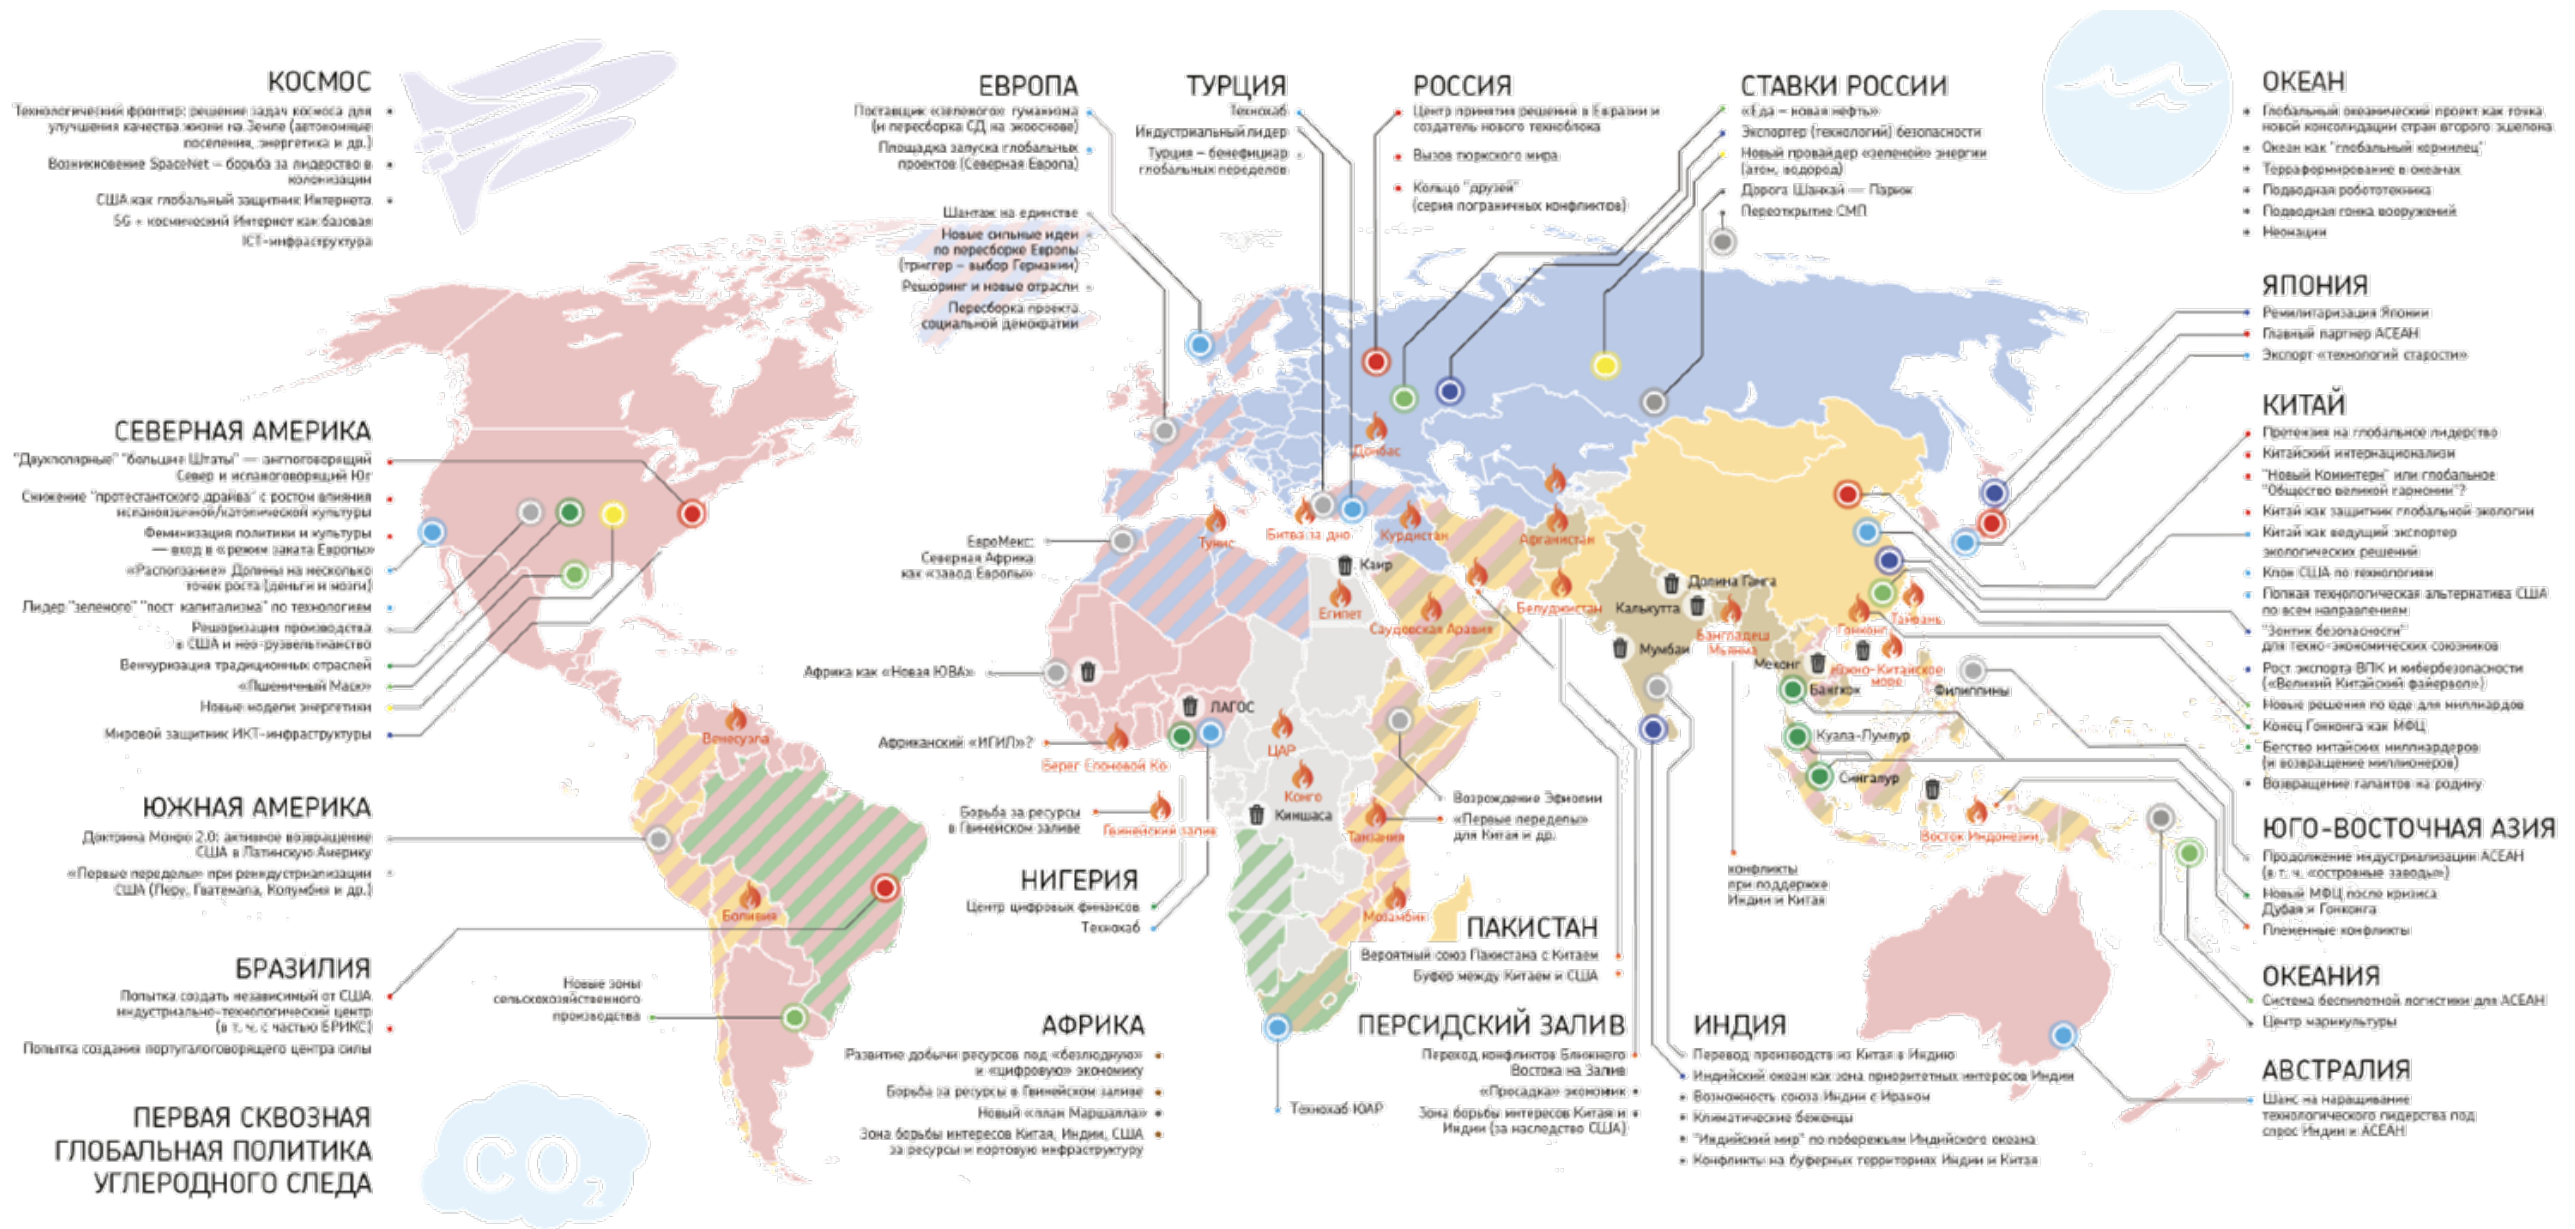 КОСМОС
Технологический фронтир: решение задач космоса для
улучшения качества жизни на Земле (автономные
поселения, энергетика и др.)
Возникновение SpaceNet – борьба за лидерство в
колонизации
США как глобальный защитник Интернета
5G + космический Интернет как базовая
ICT-инфраструктура
СЕВЕРНАЯ АМЕРИКА
"Двухполярные" "большие Штаты" — англоговорящий
Север и испаноговорящий Юг
Снижение "протестантского драйва" с ростом влияния
испаноязычной/католической культуры
Феминизация политики и культуры
— вход в «режим заката Европы»
«Расползание» Долины на несколько
точек роста (деньги и мозги)
Лидер "зеленого" "пост капитализма" по технологиям
Решоризация производства
в США и нео-рузвельтианство
Венчуризация традиционных отраслей
«Пшеничный Маск»
Новые модели энергетики
Мировой защитник ИКТ-инфраструктуры
ЮЖНАЯ АМЕРИКА
Доктрина Монро 2.0: активное возвращение
США в Латинскую Америку
«Первые переделы» при реиндустриализации
США (Перу, Гватемала, Колумбия и др.)
БРАЗИЛИЯ
Попытка создать независимый от США
индустриально-технологический центр
(в т. ч. с частью БРИКС)
Попытка создания португалоговорящего центра силы
ПЕРВАЯ СКВОЗНАЯ
ГЛОБАЛЬНАЯ ПОЛИТИКА
УГЛЕРОДНОГО СЛЕДА
CO2
Новые зоны
сельскохозяйственного
производства
Венесуэла
Боливия
ЕВРОПА
Поставщик «зеленого» гуманизма
(и пересборка СД на экооснове)
Площадка запуска глобальных
проектов (Северная Европа)
Шантаж на единстве
Новые сильные идеи
по пересборке Европы
(триггер – выбор Германии)
Решоринг и новые отрасли
Пересборка проекта
социальной демократии
ТУРЦИЯ
Технохаб
Индустриальный лидер
Турция – бенефициар
глобальных переделов
РОССИЯ
Центр принятия решений в Евразии и
создатель нового техноблока
Вызов тюркского мира
Кольцо "друзей"
(серия пограничных конфликтов)
СТАВКИ РОССИИ
«Еда – новая нефть»
Экспортер (технологий) безопасности
Новый провайдер «зеленой» энергии
(атом, водород)
Дорога Шанхай — Париж
Переоткрытие СМП
Донбас
ЕвроМекс:
Северная Африка
как «завод Европы»
Тунис
Битва за дно
Курдистан
Афганистан
Каир
Египет
Саудовская Аравия
Белуджистан
Долина Ганга
Калькутта
Мумбаи
Бангладеш
Мьянма
Меконг
Гонконг
Тайвань
Южно-Китайское
море
Филиппины
Бангкок
Куала-Лумпур
Сингапур
Восток Индонезии
Африка как «Новая ЮВА»
ЛАГОС
Африканский «ИГИЛ»?
Берег Слоновой Ко
ЦАР
Конго
Киншаса
Танзания
Мозамбик
Борьба за ресурсы
в Гвинейском заливе
Гвинейский залив
Возрождение Эфиопии
«Первые переделы»
для Китая и др.
конфликты
при поддержке
Индии и Китая
НИГЕРИЯ
Центр цифровых финансов
Технохаб
АФРИКА
Развитие добычи ресурсов под «безлюдную»
и «цифровую» экономику
Борьба за ресурсы в Гвинейском заливе
Новый «план Маршалла»
Зона борьбы интересов Китая, Индии, США
за ресурсы и портовую инфраструктуру
Технохаб ЮАР
ПАКИСТАН
Вероятный союз Пакистана с Китаем
Буфер между Китаем и США
ПЕРСИДСКИЙ ЗАЛИВ
Переход конфликтов Ближнего
Востока на Залив
«Просадка» экономик
Зона борьбы интересов Китая и
Индии (за наследство США)
ИНДИЯ
Перевод производств из Китая в Индию
Индийский океан как зона приоритетных интересов Индии
Возможность союза Индии с Ираном
Климатические беженцы
"Индийский мир" по побережьям Индийского океана
Конфликты на буферных территориях Индии и Китая
ОКЕАН
Глобальный океанический проект как точка
новой консолидации стран второго эшелона
Океан как "глобальный кормилец"
Терраформирование в океанах
Подводная робототехника
Подводная гонка вооружений
Неонации
ЯПОНИЯ
Ремилитаризация Японии
Главный партнер АСЕАН
Экспорт «технологий старости»
КИТАЙ
Претензия на глобальное лидерство
Китайский интернационализм
"Новый Коминтерн" или глобальное
"Общество великой гармонии"?
Китай как защитник глобальной экологии
Китай как ведущий экспортер
экологических решений
Клон США по технологиям
Полная технологическая альтернатива США
по всем направлениям
"Зонтик безопасности"
для техно-экономических союзников
Рост экспорта ВПК и кибербезопасности
(«Великий Китайский файервол»)
Новые решения по еде для миллиардов
Конец Гонконга как МФЦ
Бегство китайских миллиардеров
(и возвращение миллионеров)
Возвращение талантов на родину
ЮГО-ВОСТОЧНАЯ АЗИЯ
Продолжение индустриализации АСЕАН
(в т. ч. «островные заводы»)
Новый МФЦ после кризиса
Дубая и Гонконга
Племенные конфликты
ОКЕАНИЯ
Система беспилотной логистики для АСЕАН
Центр марикультуры
АВСТРАЛИЯ
Шанс на наращивание
технологического лидерства под
спрос Индии и АСЕАН